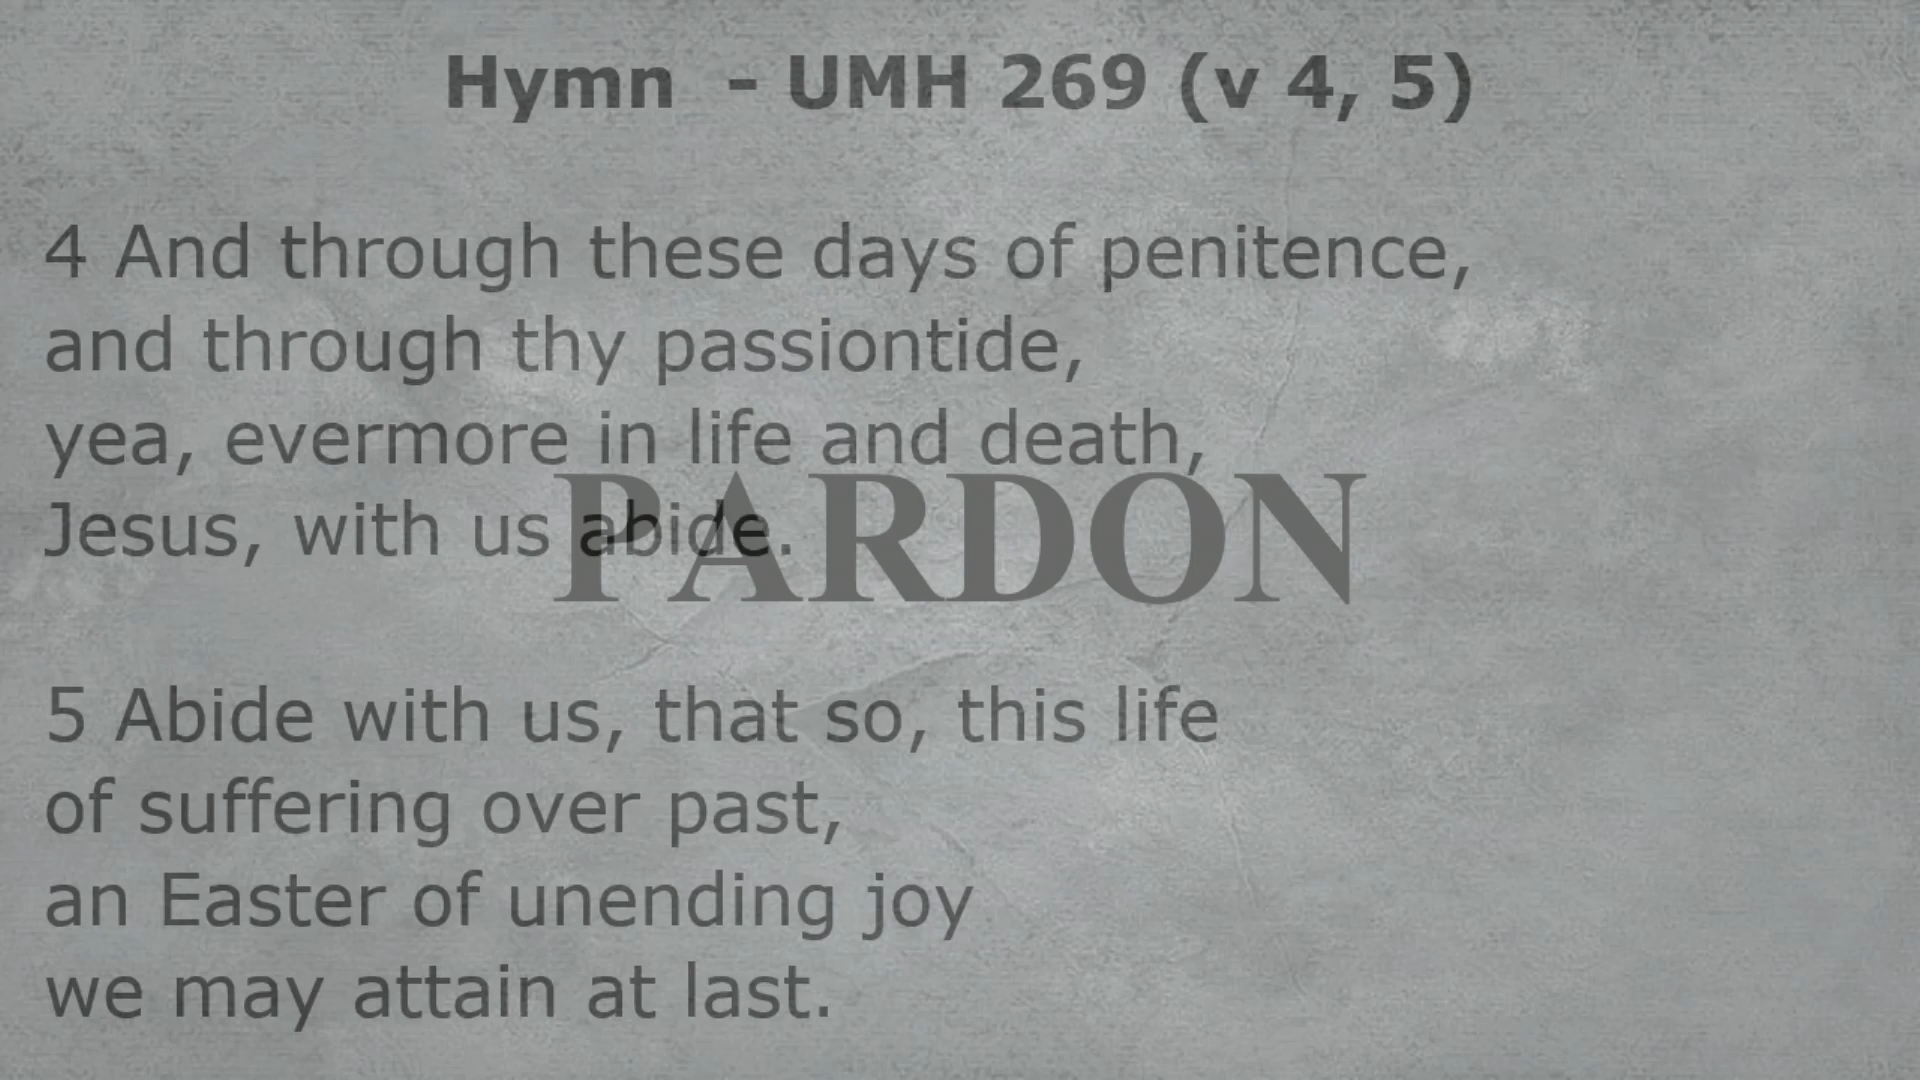 Hymn - UMH 269 (v 4, 5)
4 And through these days of penitence,
and through thy passiontide,
yea, evermore in life and death,
Jesus, with us abide.
PARDON
5 Abide with us, that so, this life
of suffering over past,
an Easter of unending joy
we may attain at last.